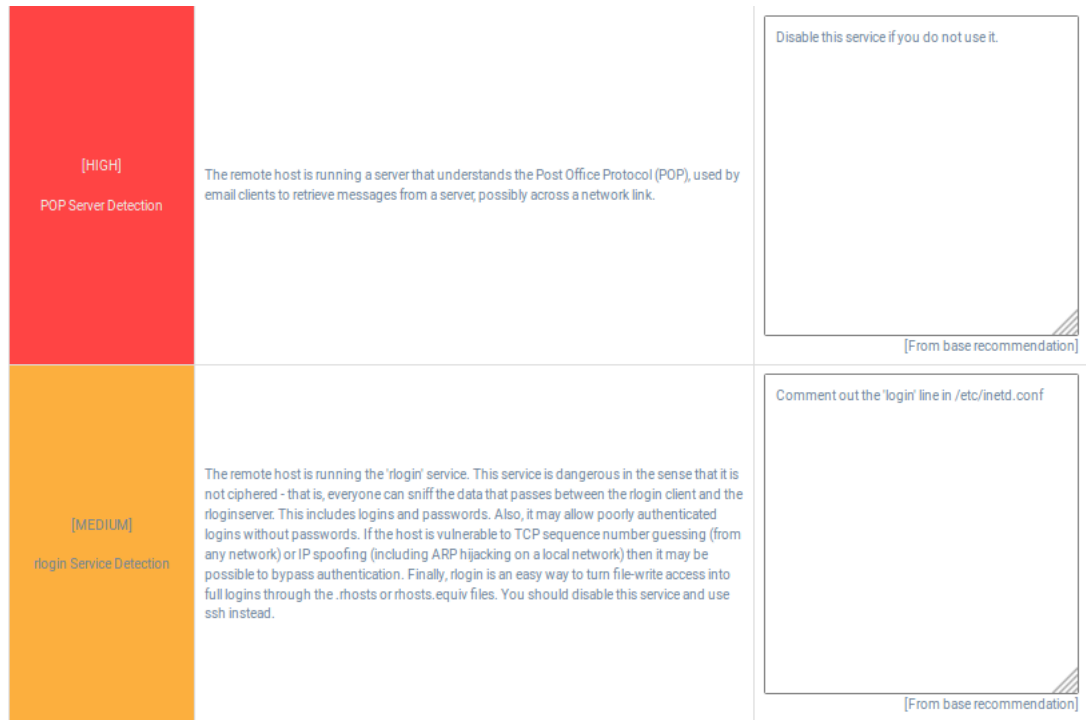 [HIGH]
POP Server Detection
The remote host is running a server that understands the Post Office Protocol (POP), used by
email clients to retrieve messages from a server, possibly across a network link.
Disable this service if you do not use it.
[From base recommendation]
[MEDIUM]
rlogin Service Detection
The remote host is running the 'rlogin' service. This service is dangerous in the sense that it is
not ciphered - that is, everyone can sniff the data that passes between the rlogin client and the
rloginserver. This includes logins and passwords. Also, it may allow poorly authenticated
logins without passwords. If the host is vulnerable to TCP sequence number guessing (from
any network) or IP spoofing (including ARP hijacking on a local network) then it may be
possible to bypass authentication. Finally, rlogin is an easy way to turn file-write access into
full logins through the .rhosts or rhosts.equiv files. You should disable this service and use
ssh instead.
Comment out the 'login' line in /etc/inetd.conf
[From base recommendation]